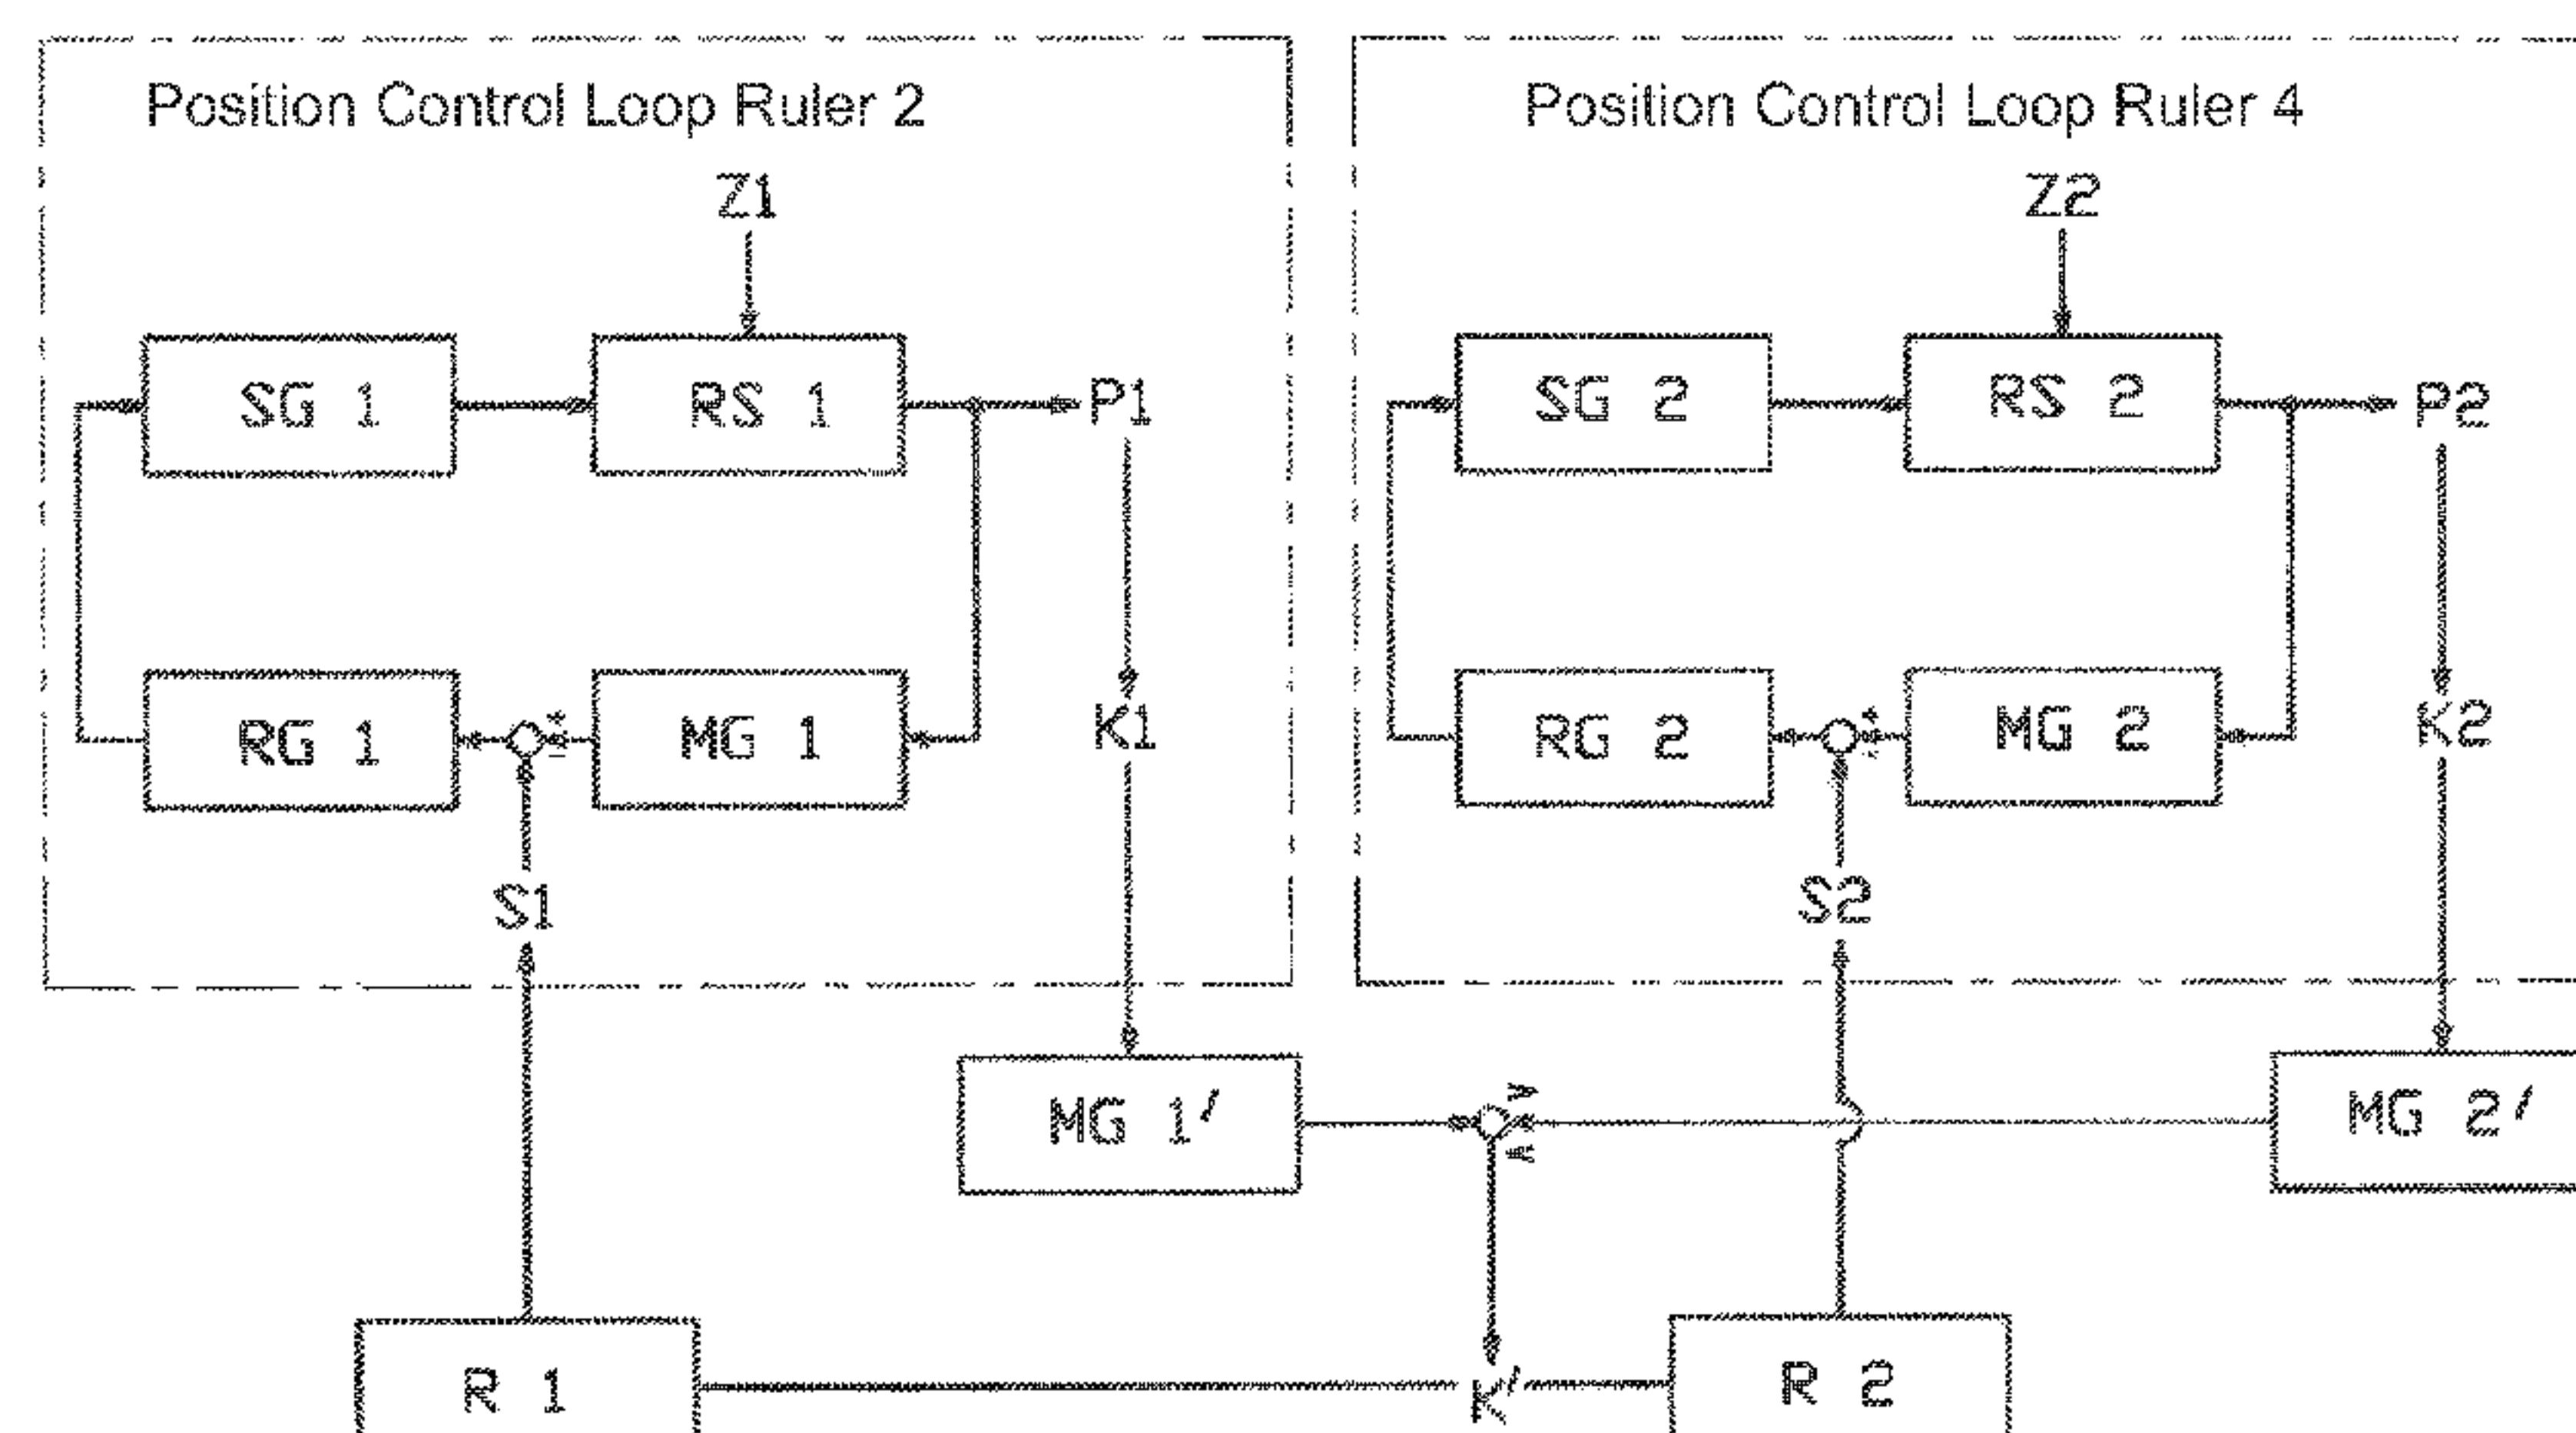 Position Control Loop Ruler 2
Position Control Loop Ruler 4
Z1
Z2
SG 1
RS 1
P1
SG 2
RS 2
P2
RG 1
MG 1
K1
RG 2
MG 2
K2
S1
S2
MG 1'
MG 2'
R 1
K'
R 2